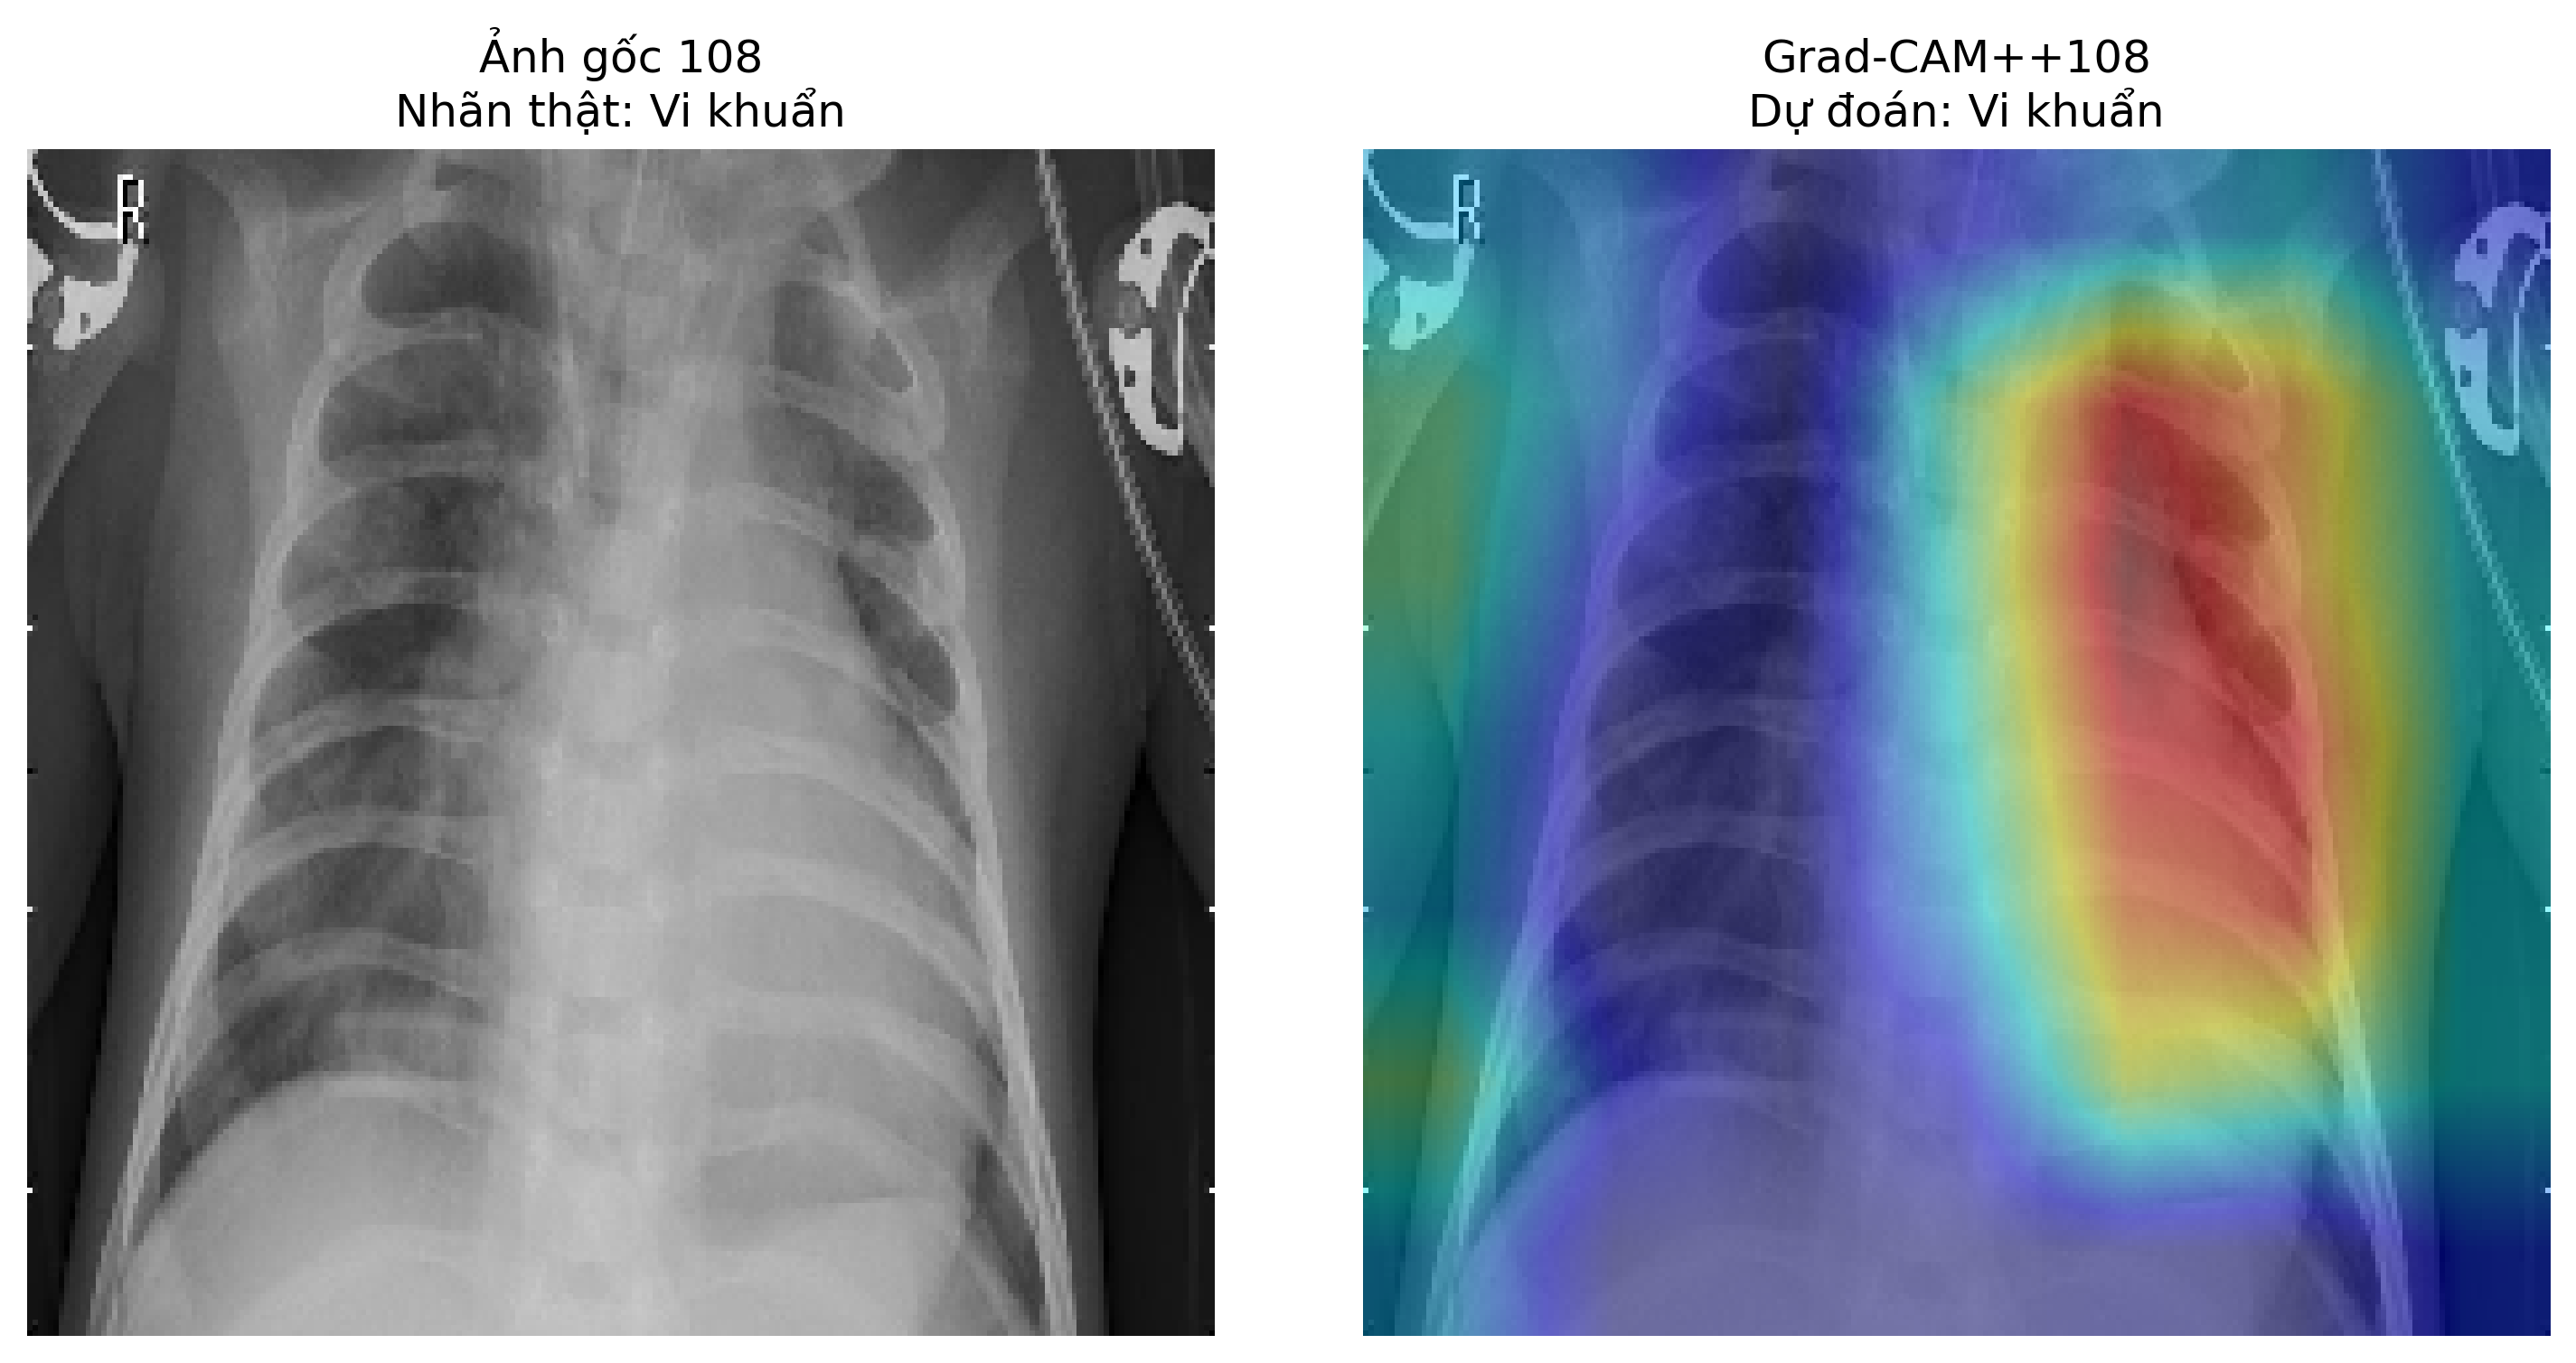 Ảnh gốc 108
Nhãn thật: Vi khuẩn
Grad-CAM++108
Dự đoán: Vi khuẩn
R
R